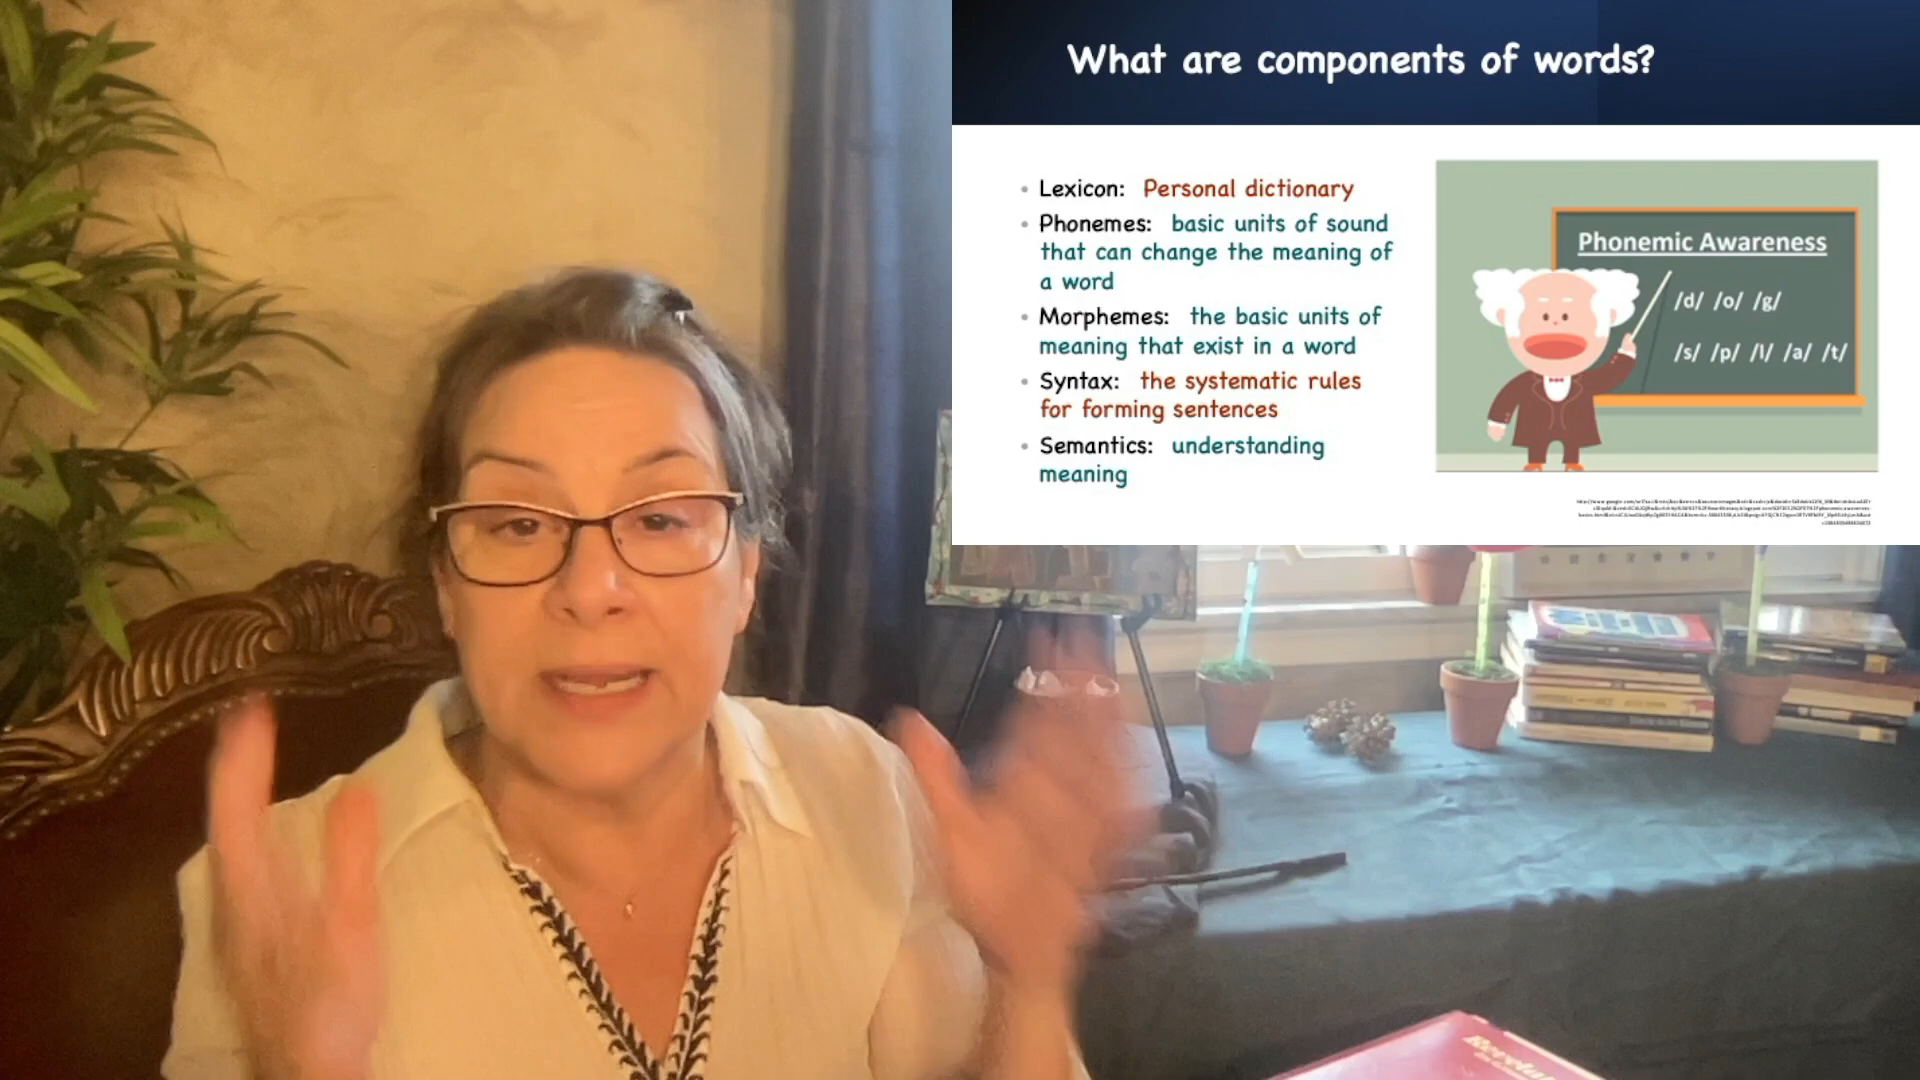 What are components of words?
Lexicon: Personal dictionary
Phonemes: basic units of sound
that can change the meaning of
a word
Morphemes: the basic units of
meaning that exist in a word
Syntax: the systematic rules
for forming sentences
Semantics: understanding
meaning
Phonemic Awareness
/d/ /o/ /g/
/s/ /p/ /l/ /a/ /t/